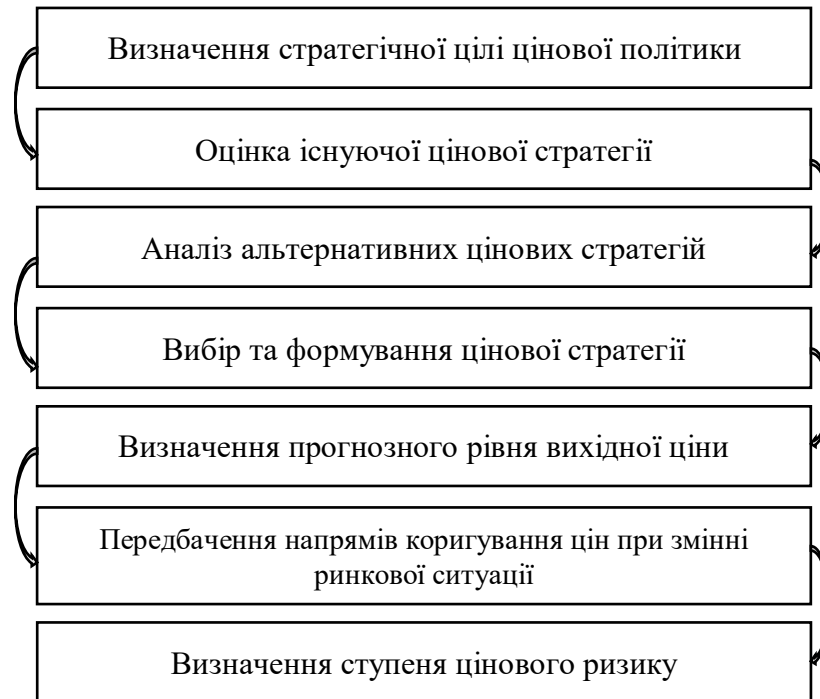 Визначення стратегічної цілі цінової політики
Оцінка існуючої цінової стратегії
Аналіз альтернативних цінових стратегій
Вибір та формування цінової стратегії
Визначення прогнозного рівня вихідної ціни
Передбачення напрямів коригування цін при змінні
ринкової ситуації
Визначення ступеня цінового ризику